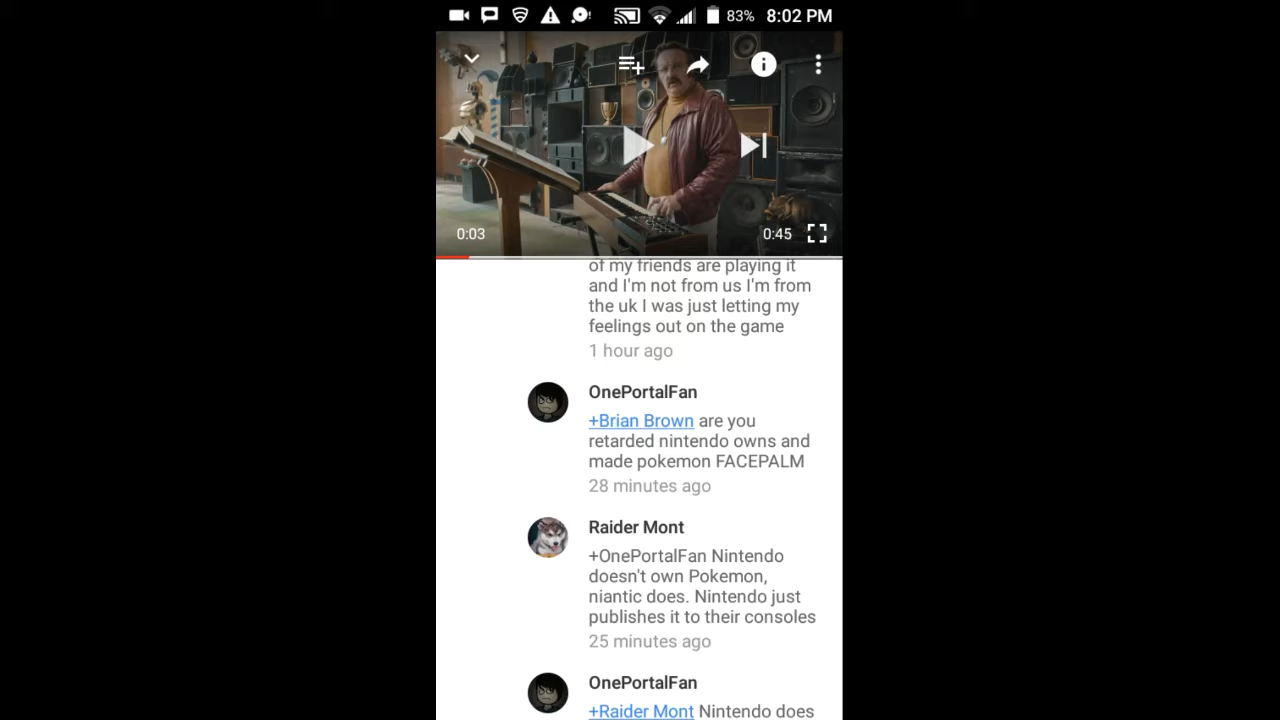 83% 8:02 PM
0:03 0:45
of my friends are playing it
and I'm not from us I'm from
the uk I was just letting my
feelings out on the game
1 hour ago
OnePortalFan
+Brian Brown are you
retarded nintendo owns and
made pokemon FACEPALM
28 minutes ago
Raider Mont
+OnePortalFan Nintendo
doesn't own Pokemon,
niantic does. Nintendo just
publishes it to their consoles
25 minutes ago
OnePortalFan
+Raider Mont Nintendo does